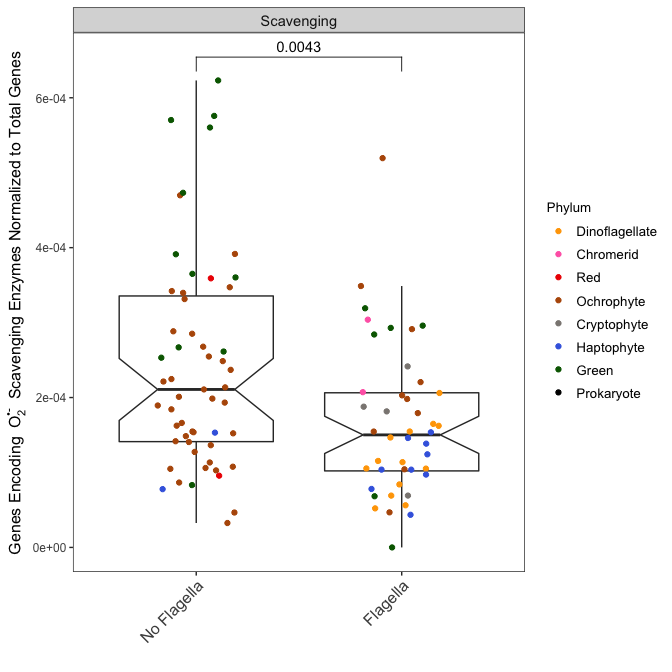 Scavenging
0.0043
Genes Encoding O₂•⁻ Scavenging Enzymes Normalized to Total Genes
6e-04
4e-04
2e-04
0e+00
No Flagella
Flagella
Phylum
Dinoflagellate
Chromerid
Red
Ochrophyte
Cryptophyte
Haptophyte
Green
Prokaryote